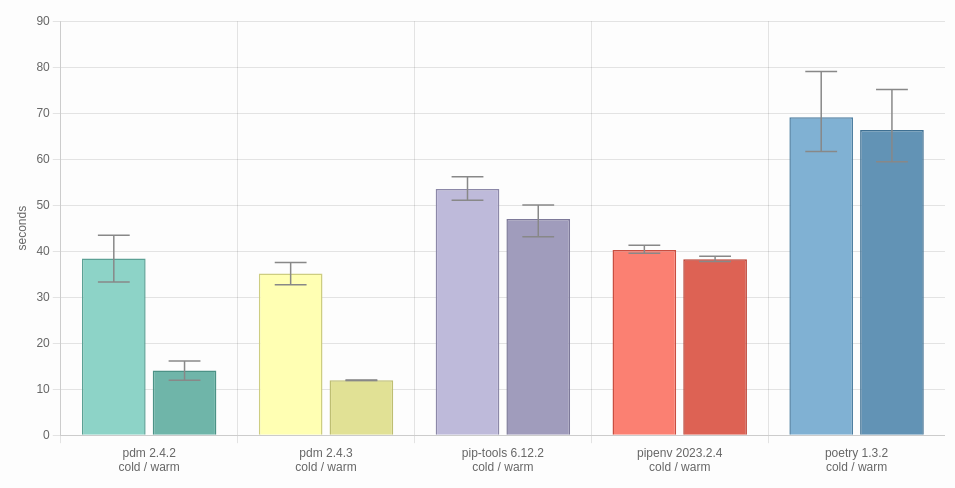 90
80
70
60
50
40
30
20
10
0
seconds
pdm 2.4.2
cold / warm
pdm 2.4.3
cold / warm
pip-tools 6.12.2
cold / warm
pipenv 2023.2.4
cold / warm
poetry 1.3.2
cold / warm